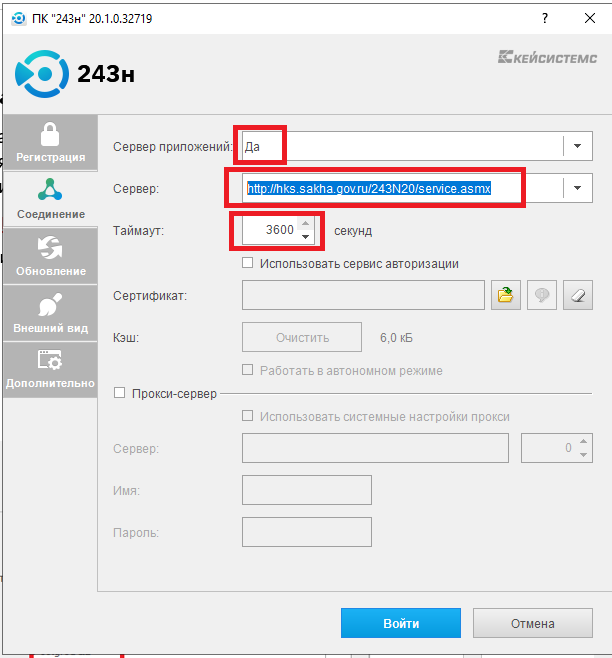 ПК "243н" 20.1.0.32719
?
243н
КЕЙСИСТЕМС
Регистрация
Соединение
Обновление
Внешний вид
Дополнительно
Сервер приложений: Да
Сервер: http://hks.sakha.gov.ru/243N20/service.asmx
Таймаут: 3600 секунд
Использовать сервис авторизации
Сертификат:
Кэш: Очистить 6,0 кБ
Работать в автономном режиме
Прокси-сервер
Использовать системные настройки прокси
Сервер: 0
Имя:
Пароль:
Войти Отмена